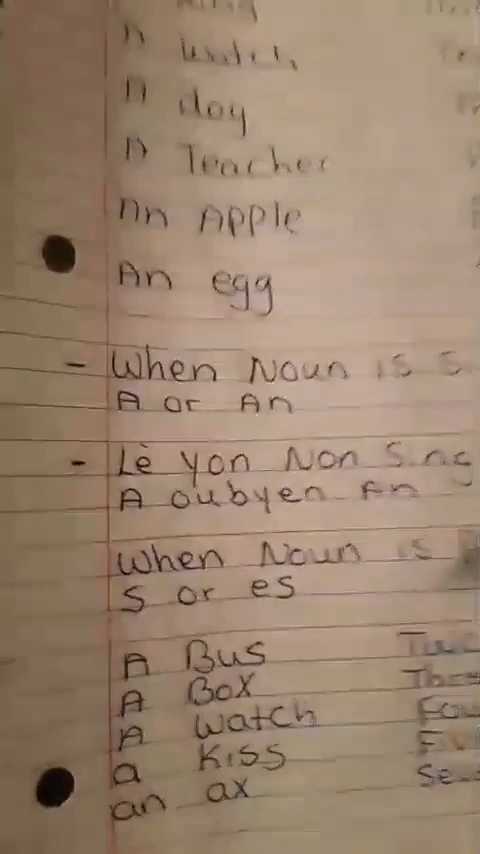 witch
" dog
" Teacher
An Apple
An egg
- When Noun is S
A or An
- Lè yon Non Sing
A oubyen An
When Noun is
S or es
A Bus
A Box
A Watch
a Kiss
an ax